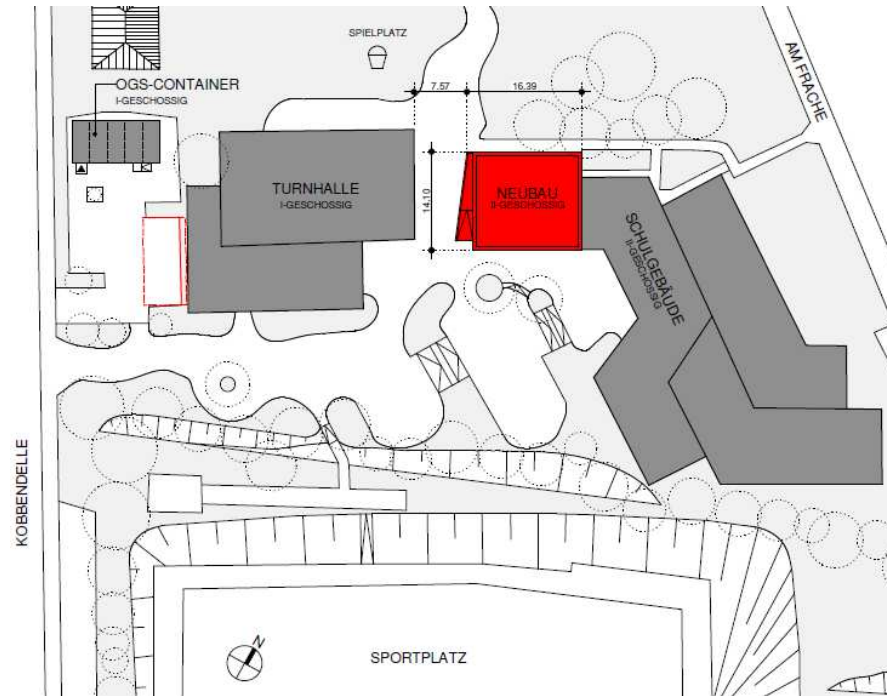 SPIELPLATZ
AM FRACHE
OGS-CONTAINER
I-GESCHOSSIG
7.57
16.39
TURNHALLE
I-GESCHOSSIG
14.10
NEUBAU
II-GESCHOSSIG
SCHULGEBÄUDE
II-GESCHOSSIG
KOBBENDELLE
N
SPORTPLATZ